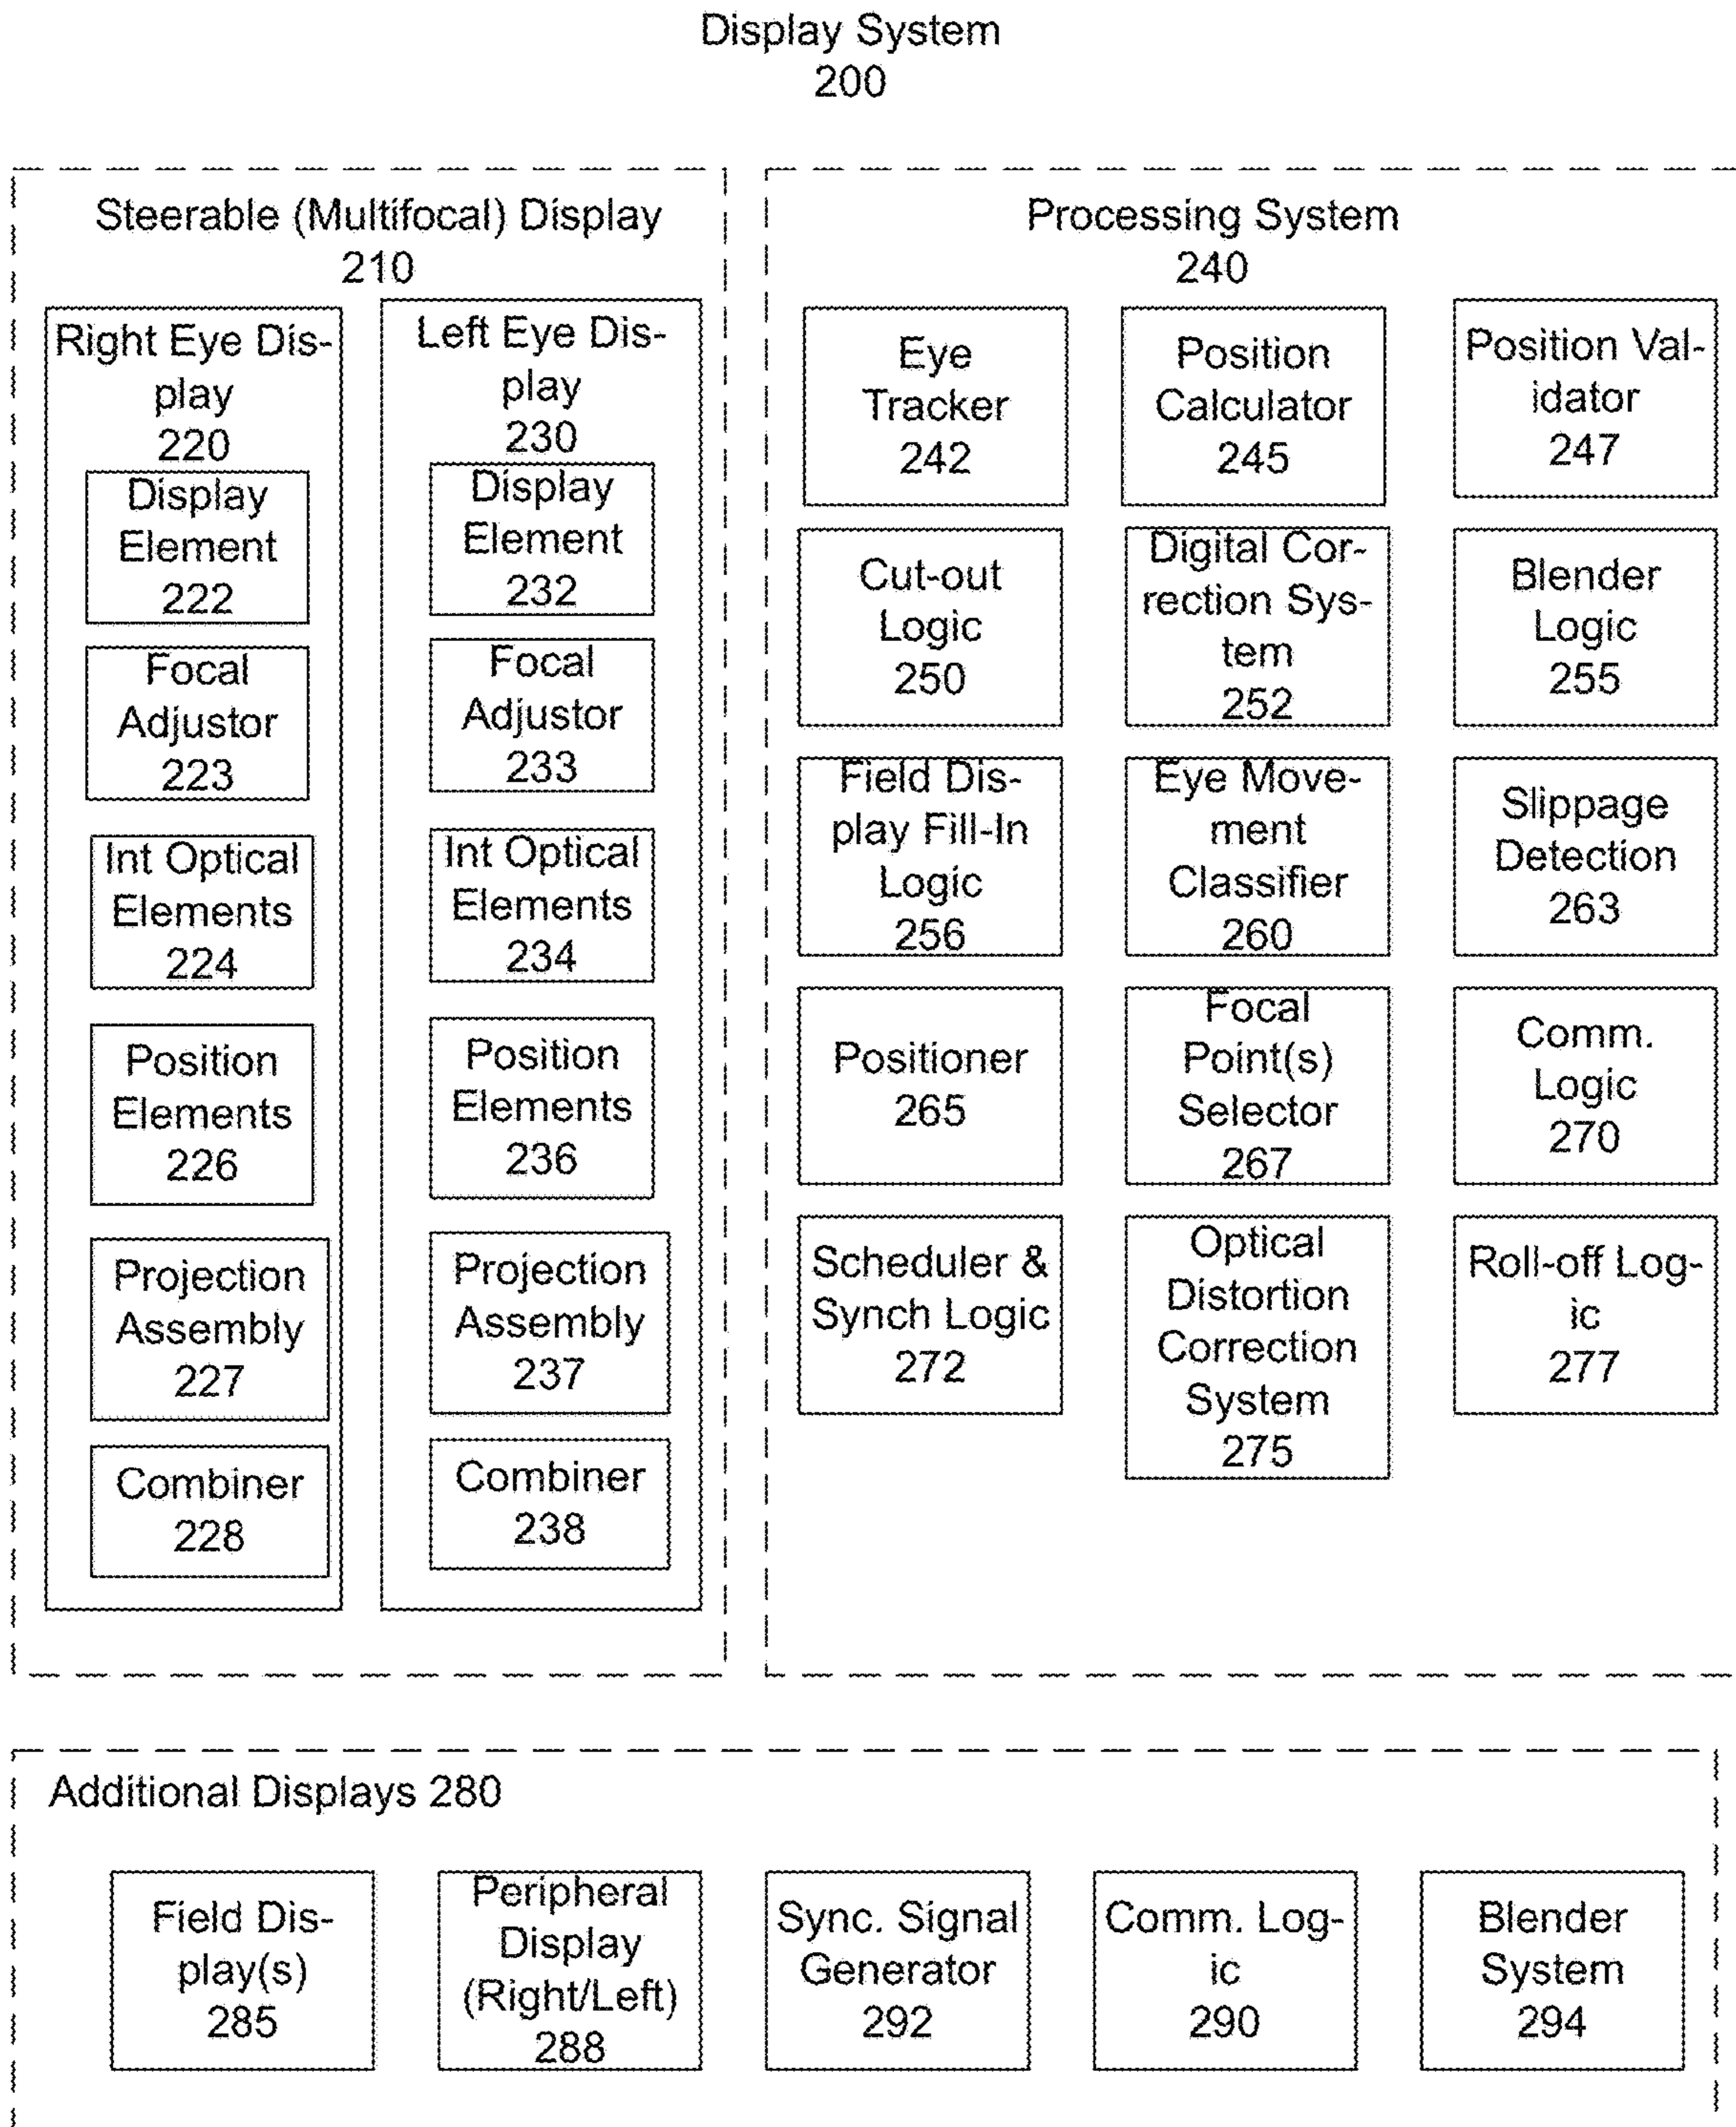 Display System
200
Steerable (Multifocal) Display
210
Right Eye Dis-
play
220
Display
Element
222
Focal
Adjustor
223
Int Optical
Elements
224
Position
Elements
226
Projection
Assembly
227
Combiner
228
Left Eye Dis-
play
230
Display
Element
232
Focal
Adjustor
233
Int Optical
Elements
234
Position
Elements
236
Projection
Assembly
237
Combiner
238
Processing System
240
Eye
Tracker
242
Position
Calculator
245
Position Val-
idator
247
Cut-out
Logic
250
Digital Cor-
rection Sys-
tem
252
Blender
Logic
255
Field Dis-
play Fill-In
Logic
256
Eye Move-
ment
Classifier
260
Slippage
Detection
263
Positioner
265
Focal
Point(s)
Selector
267
Comm.
Logic
270
Scheduler &
Synch Logic
272
Optical
Distortion
Correction
System
275
Roll-off Log-
ic
277
Additional Displays 280
Field Dis-
play(s)
285
Peripheral
Display
(Right/Left)
288
Sync. Signal
Generator
292
Comm. Log-
ic
290
Blender
System
294